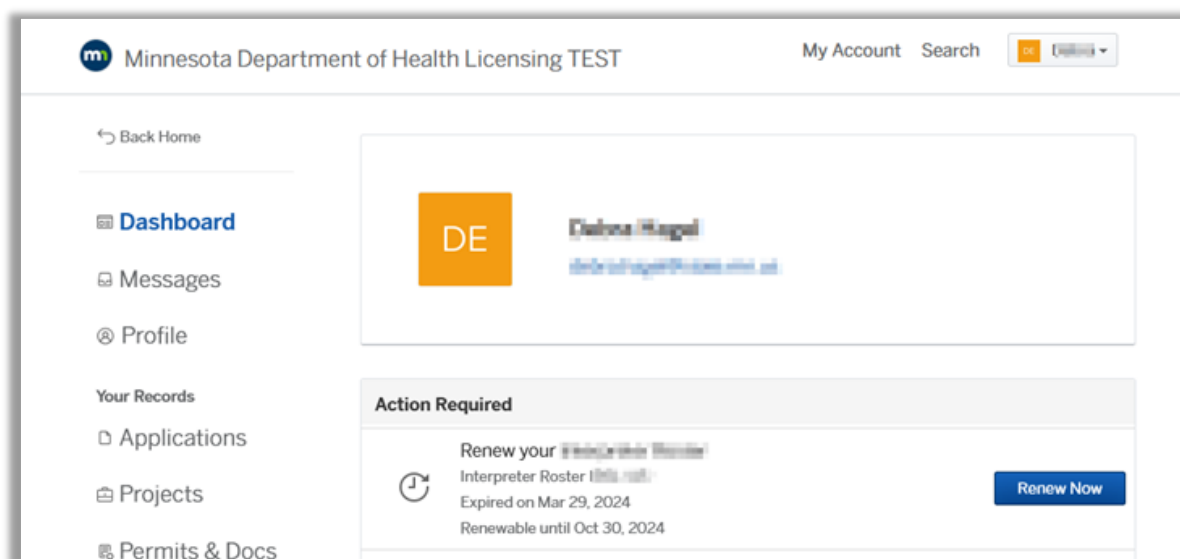 mn Minnesota Department of Health Licensing TEST
My Account Search DE
Back Home
Dashboard
Messages
Profile
Your Records
Applications
Projects
Permits & Docs
DE
Action Required
Renew your
Interpreter Roster
Expired on Mar 29, 2024
Renewable until Oct 30, 2024
Renew Now